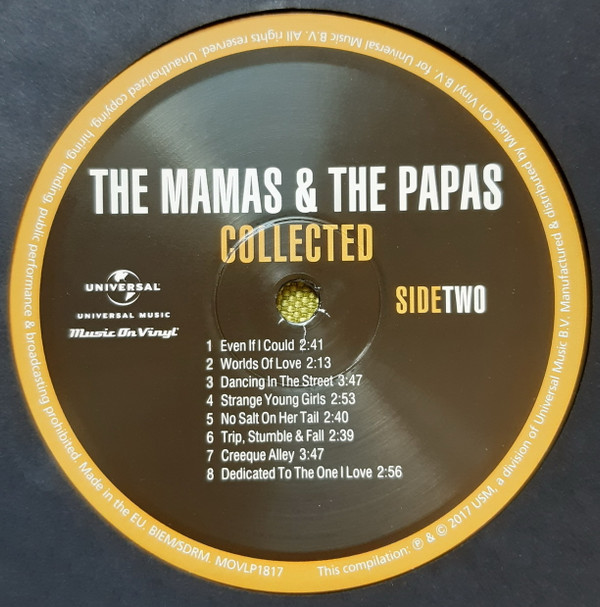 THE MAMAS & THE PAPAS
COLLECTED
UNIVERSAL
UNIVERSAL MUSIC
Music On Vinyl
SIDETWO
1 Even If I Could 2:41
2 Worlds Of Love 2:13
3 Dancing In The Street 3:47
4 Strange Young Girls 2:53
5 No Salt On Her Tail 2:40
6 Trip, Stumble & Fall 2:39
7 Creeque Alley 3:47
8 Dedicated To The One I Love 2:56
This compilation: ℗ & © 2017 USM, a division of Universal Music B.V. Manufactured & distributed by Music On Vinyl B.V. for Universal Music B.V. All rights reserved. Unauthorized copying, hiring, lending, public performance & broadcasting prohibited. Made in the EU. BIEM/SDRM. MOVLP1817